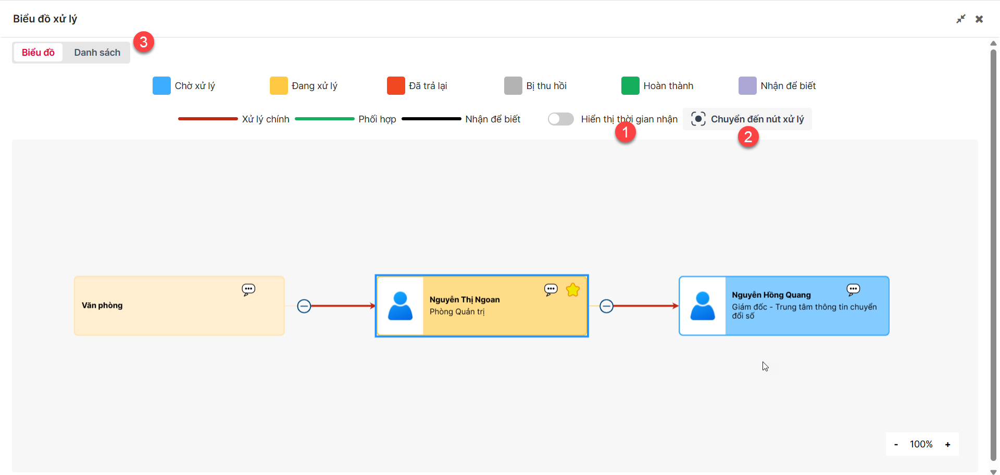 Biểu đồ xử lý
Biểu đồ Danh sách 3
Chờ xử lý Đang xử lý Đã trả lại Bị thu hồi Hoàn thành Nhận để biết
Xử lý chính Phối hợp Nhận để biết Hiển thị thời gian nhận Chuyển đến nút xử lý
1 2
Văn phòng
Nguyễn Thị Ngoan
Phòng Quản trị
Nguyễn Hồng Quang
Giám đốc - Trung tâm thông tin chuyển
đổi số
- 100% +